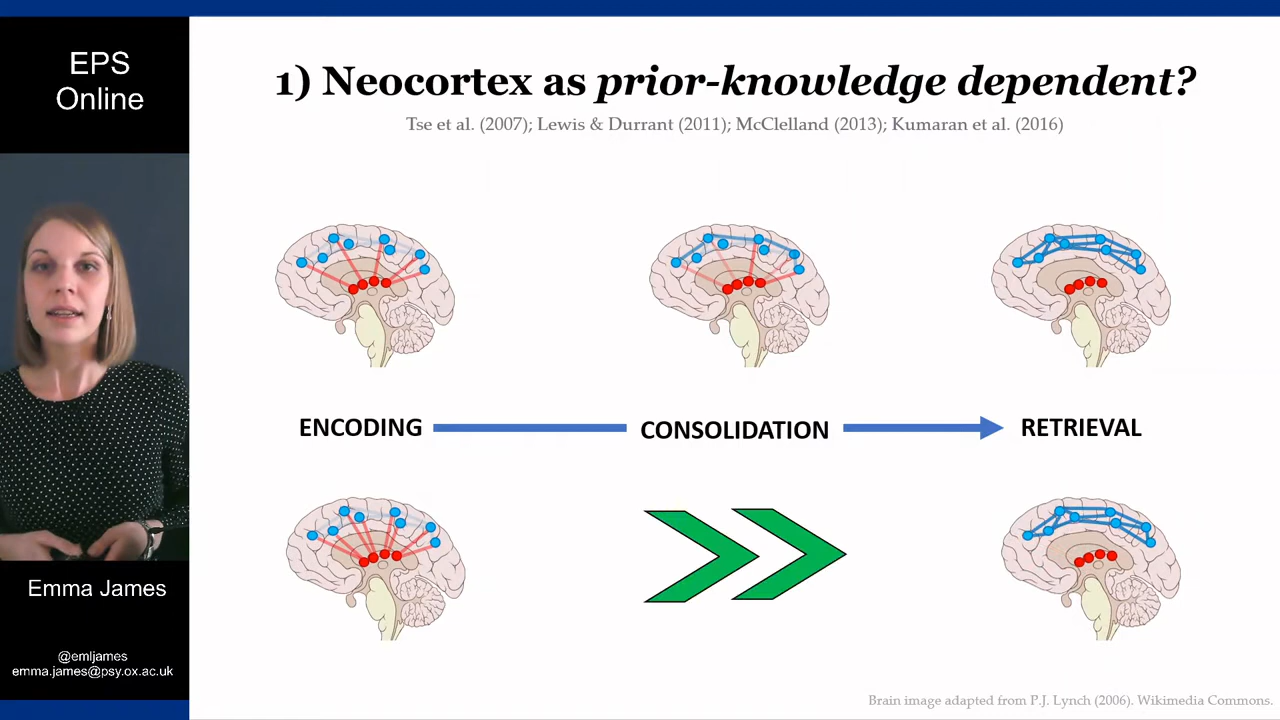 EPS
Online
1) Neocortex as prior-knowledge dependent?
Tse et al. (2007); Lewis & Durrant (2011); McClelland (2013); Kumaran et al. (2016)
ENCODING
CONSOLIDATION
RETRIEVAL
Emma James
@emljames
emma.james@psy.ox.ac.uk
Brain image adapted from P.J. Lynch (2006). Wikimedia Commons.